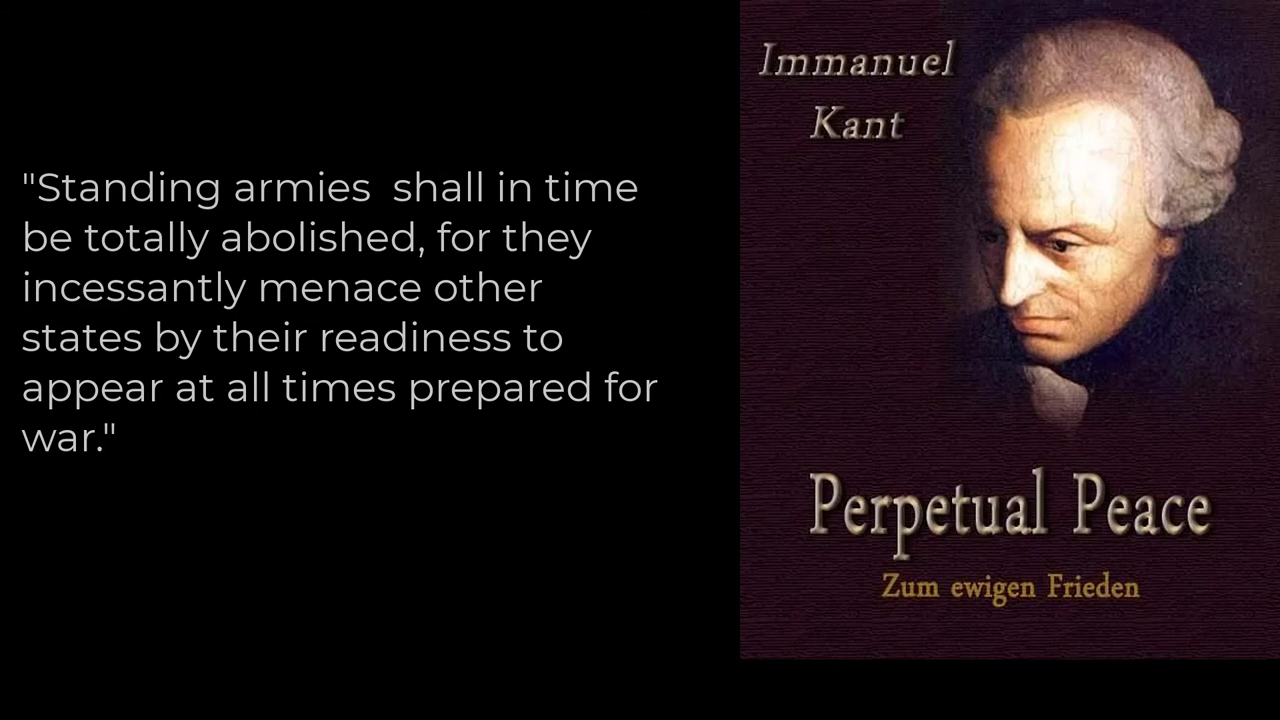 "Standing armies  shall in time
be totally abolished, for they
incessantly menace other
states by their readiness to
appear at all times prepared for
war."
Immanuel
Kant
Perpetual Peace
Zum ewigen Frieden